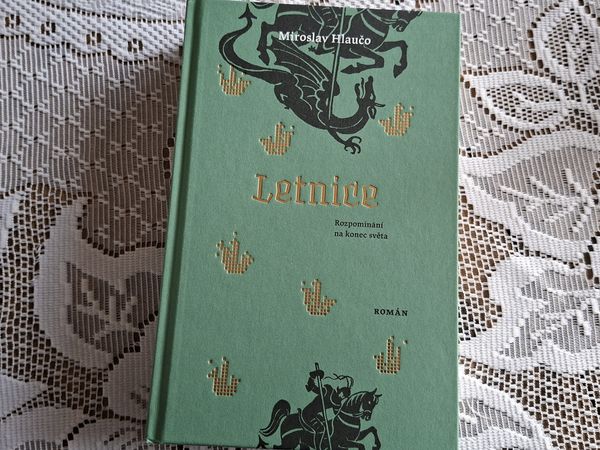 Miroslav Hlaučo
Letnice
Rozpomínání
na konec světa
ROMÁN